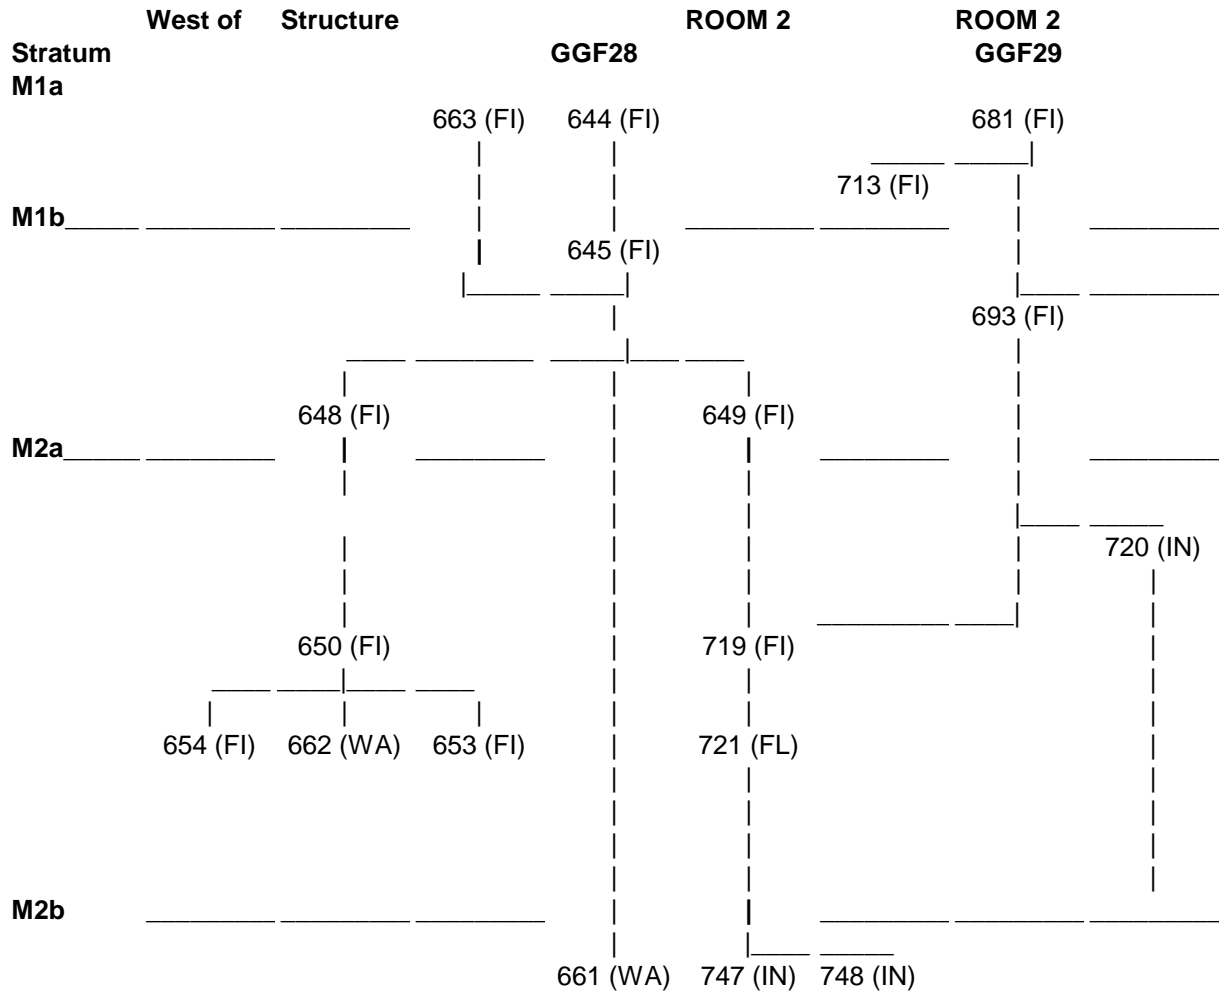 West of Structure ROOM 2 ROOM 2
Stratum GGF28 GGF29
M1a
663 (FI) 644 (FI) 681 (FI)
713 (FI)
M1b
645 (FI)
693 (FI)
648 (FI) 649 (FI)
M2a
720 (IN)
650 (FI) 719 (FI)
654 (FI) 662 (WA) 653 (FI) 721 (FL)
M2b
661 (WA) 747 (IN) 748 (IN)